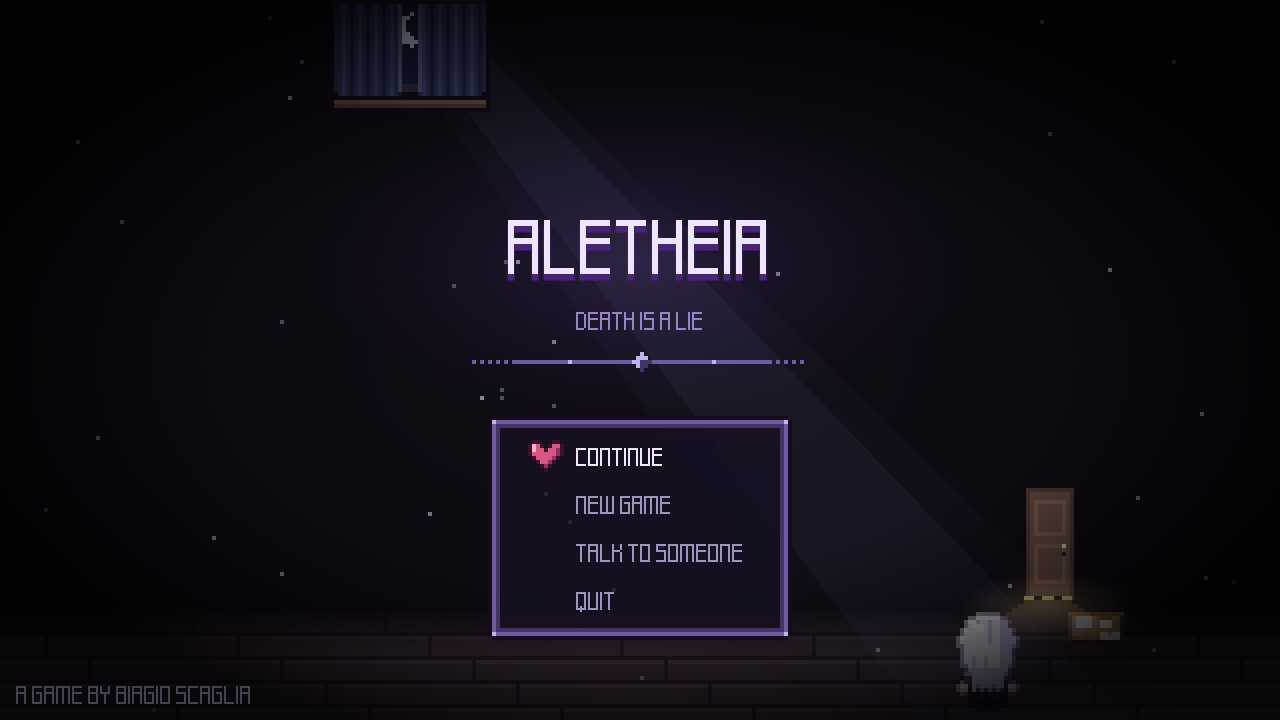 ALETHEIA
DEATH IS A LIE
CONTINUE
NEW GAME
TALK TO SOMEONE
QUIT
A GAME BY BIAGIO SCAGLIA